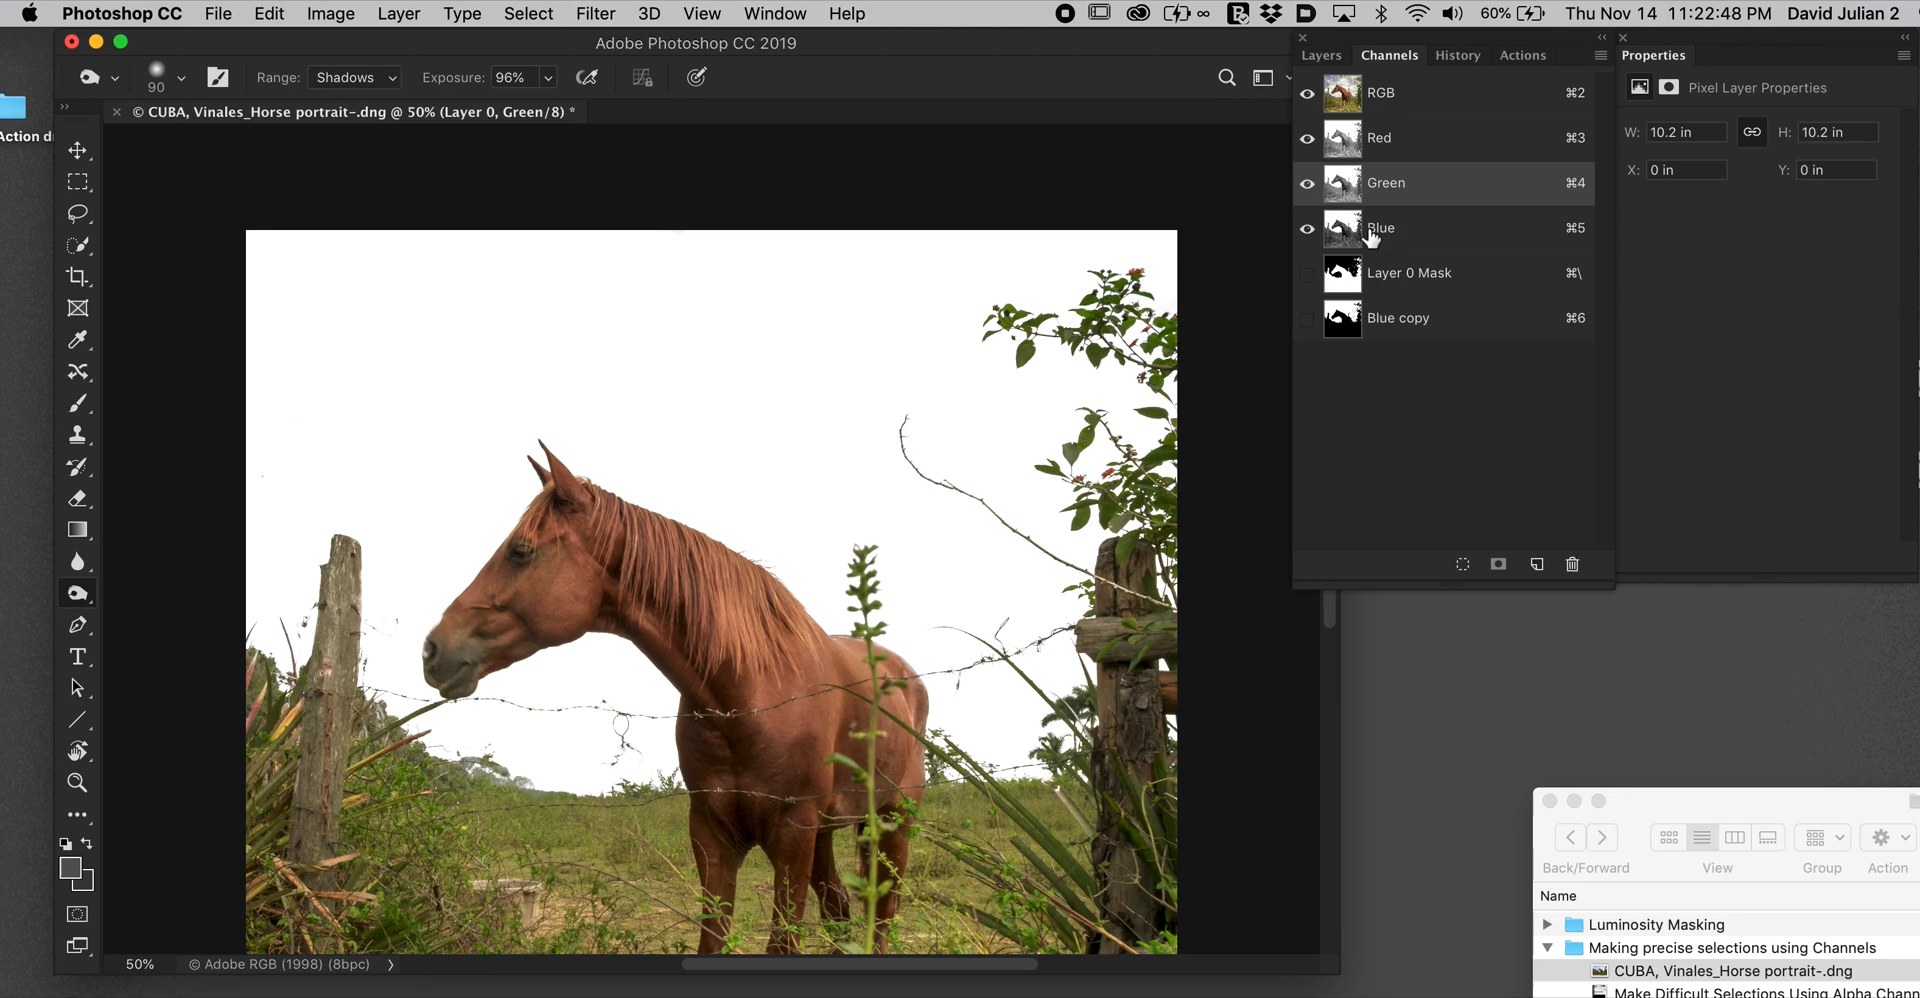 Photoshop CC File Edit Image Layer Type Select Filter 3D View Window Help 60% Thu Nov 14 11:22:48 PM David Julian 2
Adobe Photoshop CC 2019
90 Range: Shadows Exposure: 96%
© CUBA, Vinales_Horse portrait-.dng @ 50% (Layer 0, Green/8) *
Action d
Layers Channels History Actions
RGB ⌘2
Red ⌘3
Green ⌘4
Blue ⌘5
Layer 0 Mask ⌘\
Blue copy ⌘6
Properties
Pixel Layer Properties
W: 10.2 in H: 10.2 in
X: 0 in Y: 0 in
50% © Adobe RGB (1998) (8bpc)
Back/Forward View Group Action
Name
Luminosity Masking
Making precise selections using Channels
CUBA, Vinales_Horse portrait-.dng
Make Difficult Selections Using Alpha Chann